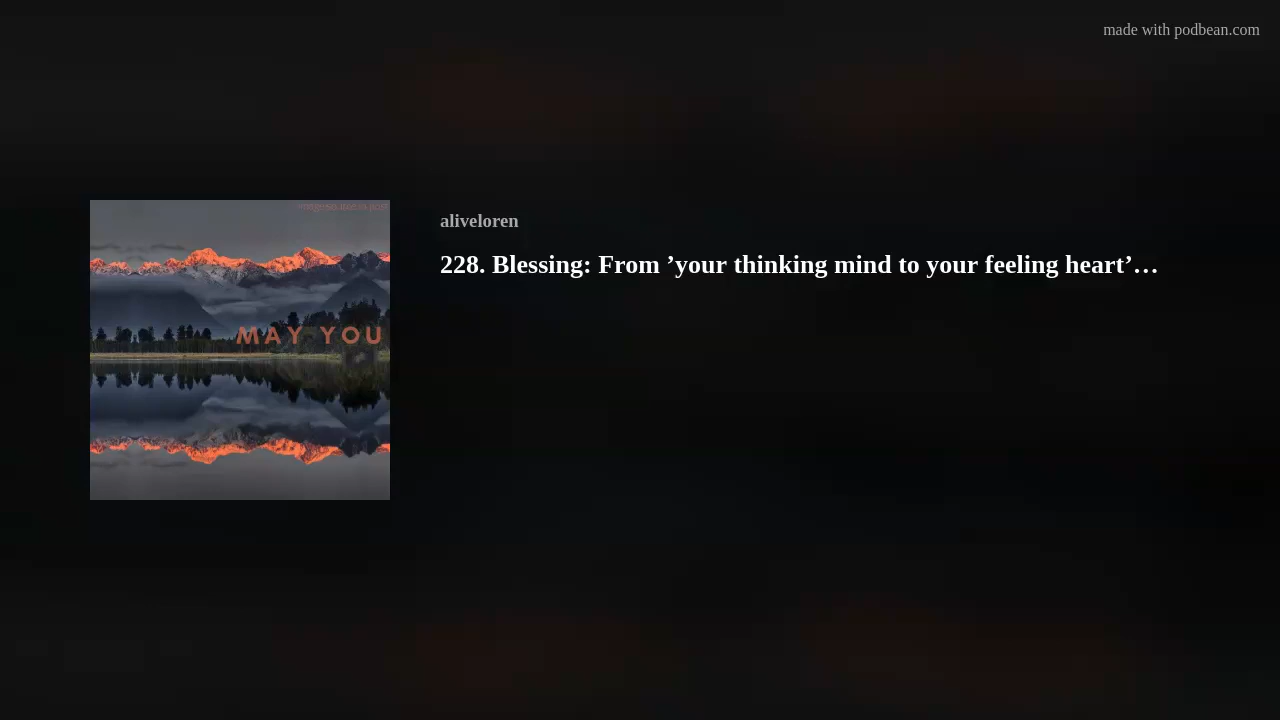 made with podbean.com
aliveloren
228. Blessing: From ’your thinking mind to your feeling heart’…
MAY YOU